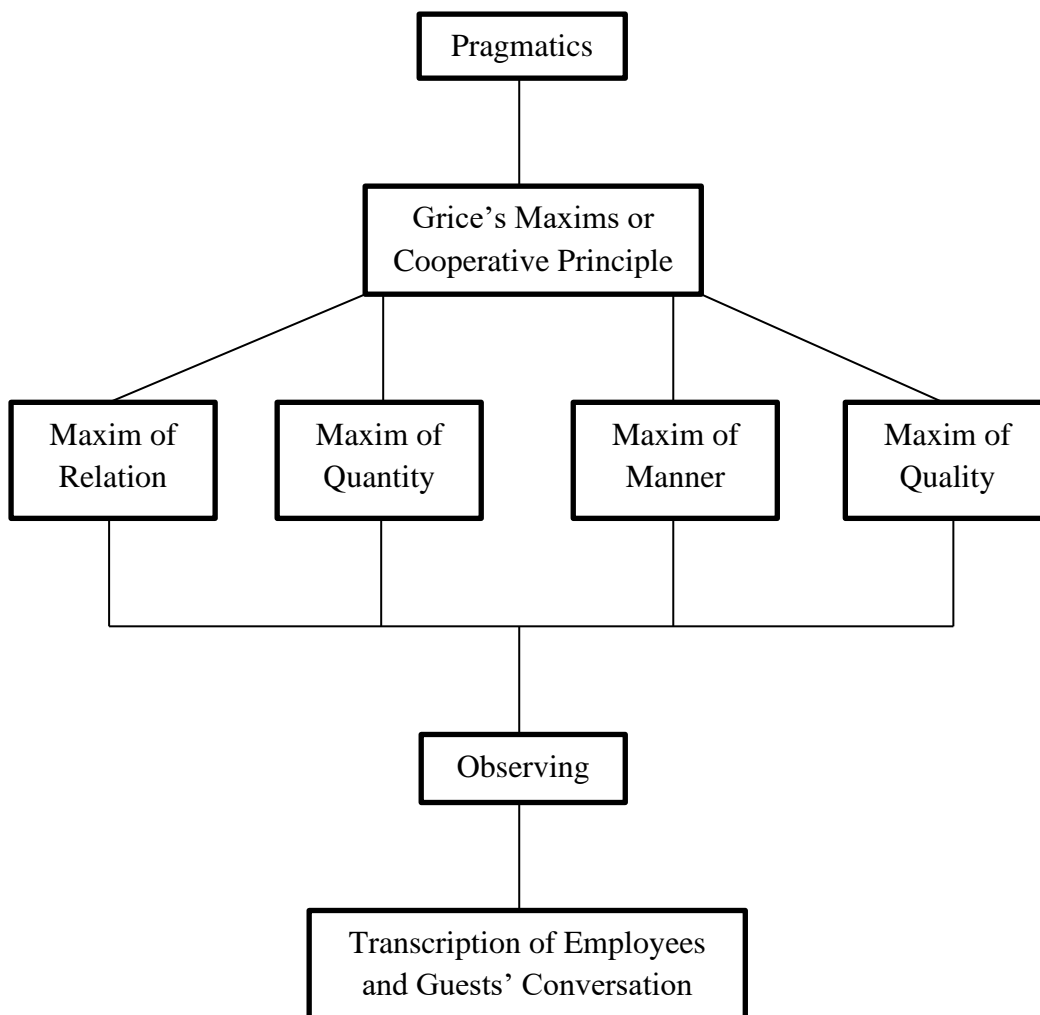 Pragmatics
Grice’s Maxims or
Cooperative Principle
Maxim of
Relation
Maxim of
Quantity
Maxim of
Manner
Maxim of
Quality
Observing
Transcription of Employees
and Guests’ Conversation